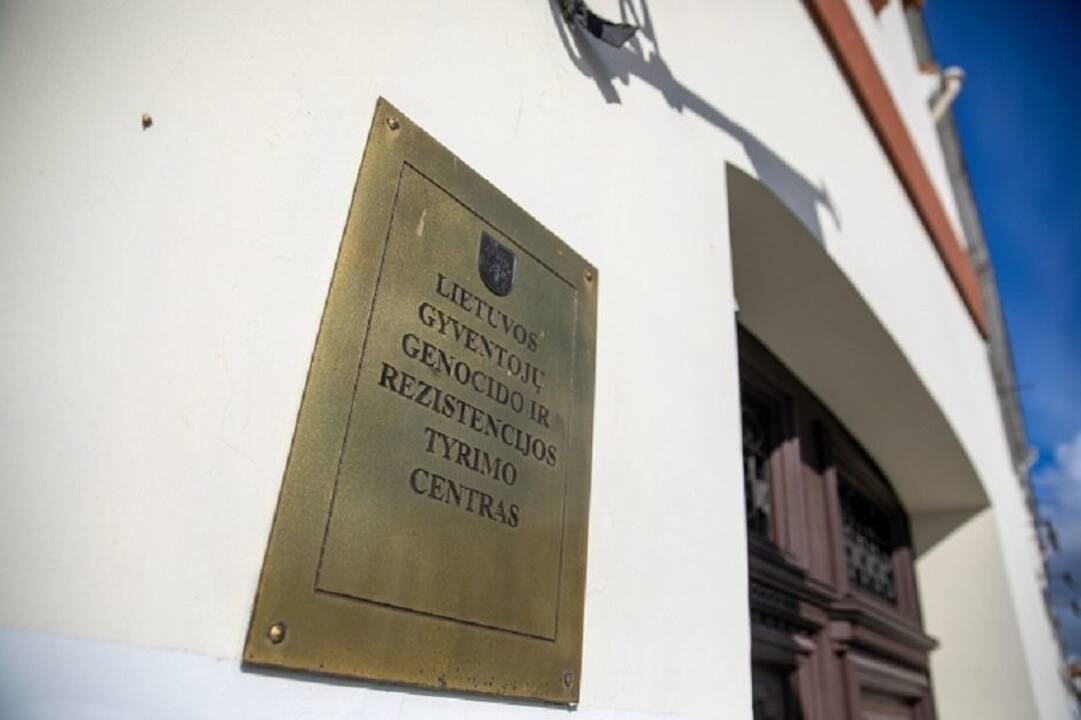 LIETUVOS
GYVENTOJŲ
GENOCIDO IR
REZISTENCIJOS
TYRIMO
CENTRAS